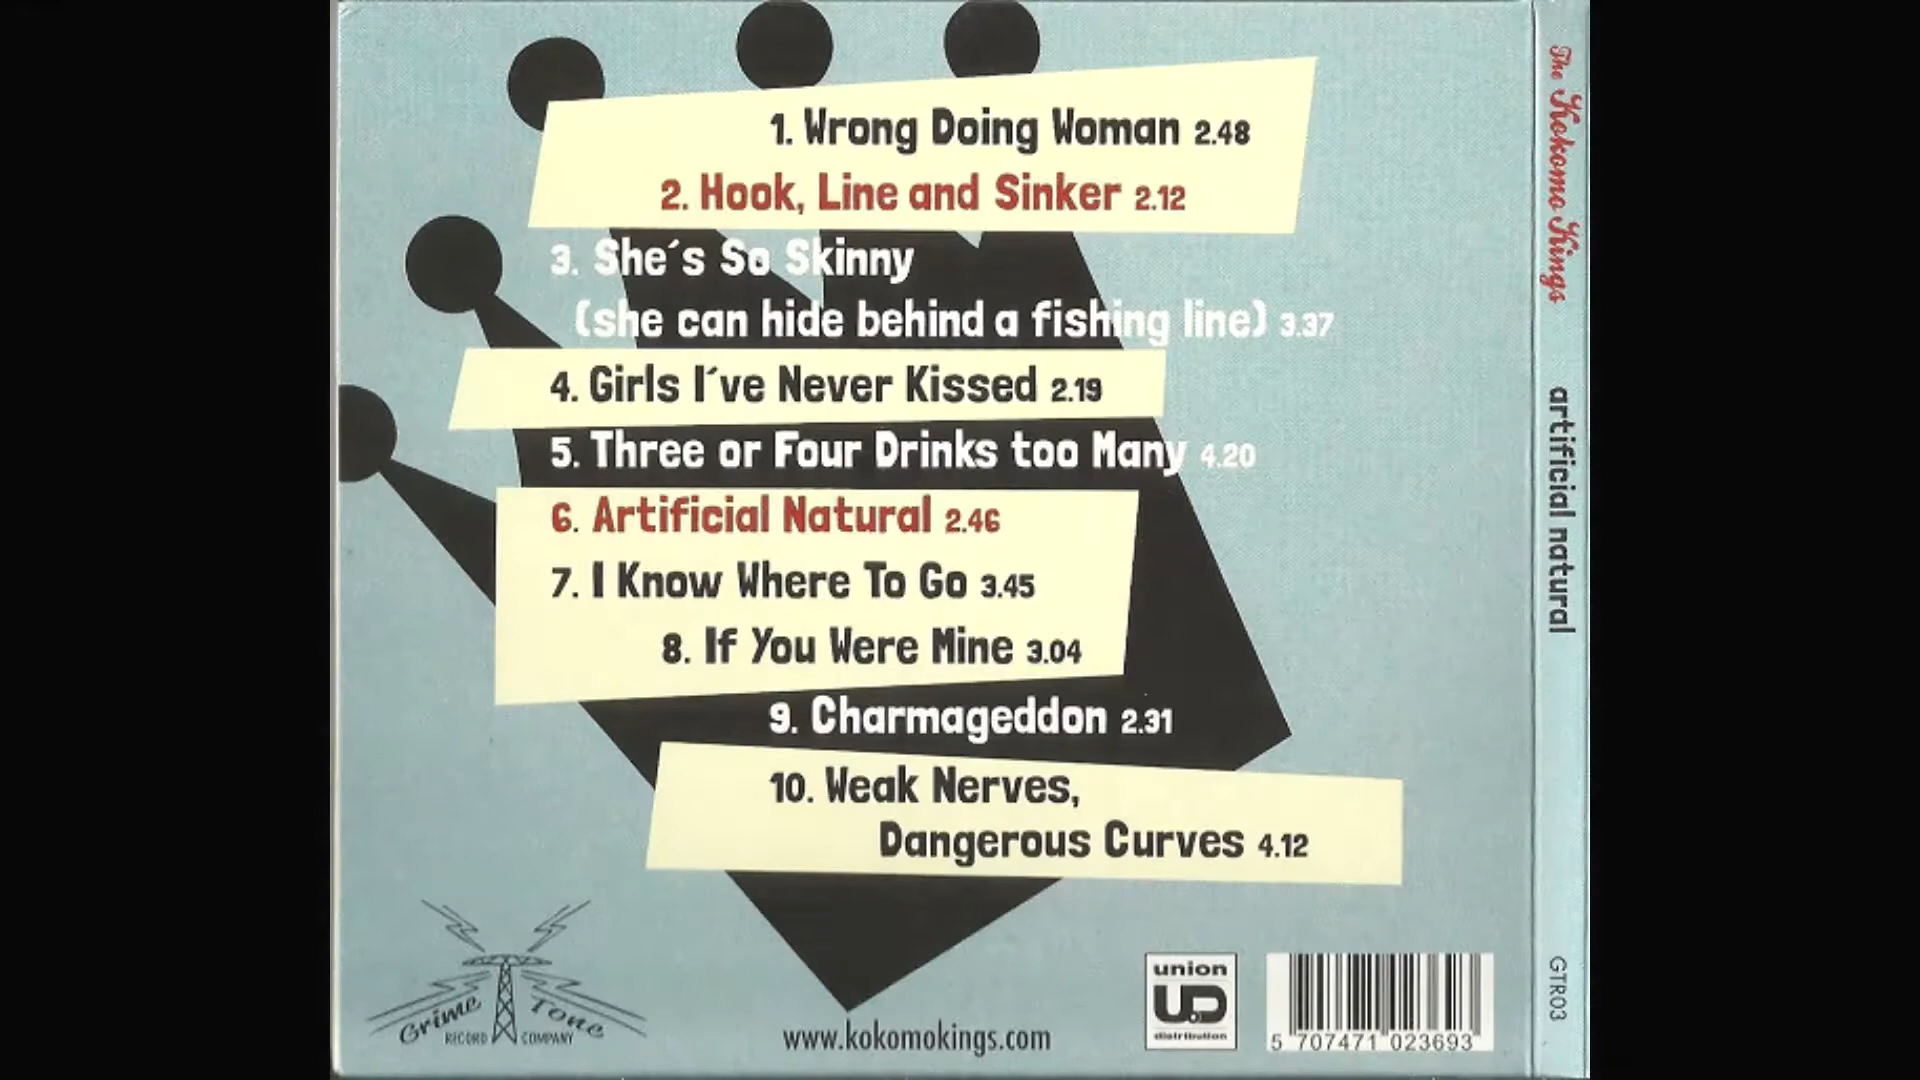 1. Wrong Doing Woman 2.48
2. Hook, Line and Sinker 2.12
3. She´s So Skinny
(she can hide behind a fishing line) 3.37
4. Girls I´ve Never Kissed 2.19
5. Three or Four Drinks too Many 4.20
6. Artificial Natural 2.46
7. I Know Where To Go 3.45
8. If You Were Mine 3.04
9. Charmageddon 2.31
10. Weak Nerves,
Dangerous Curves 4.12
Grime Tone
RECORD COMPANY
www.kokomokings.com
union
UD
distribution
5 707471 023693
The Kokomo Kings
artificial natural
GTR03